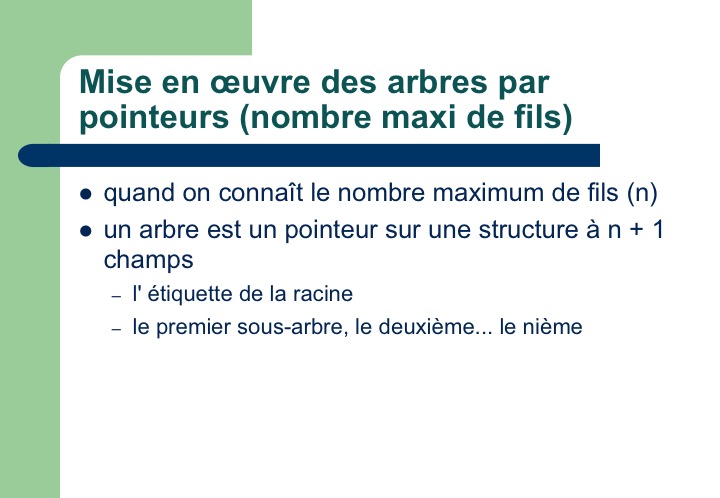 Mise en œuvre des arbres par
pointeurs (nombre maxi de fils)
● quand on connaît le nombre maximum de fils (n)
● un arbre est un pointeur sur une structure à n + 1
champs
– l' étiquette de la racine
– le premier sous-arbre, le deuxième... le nième